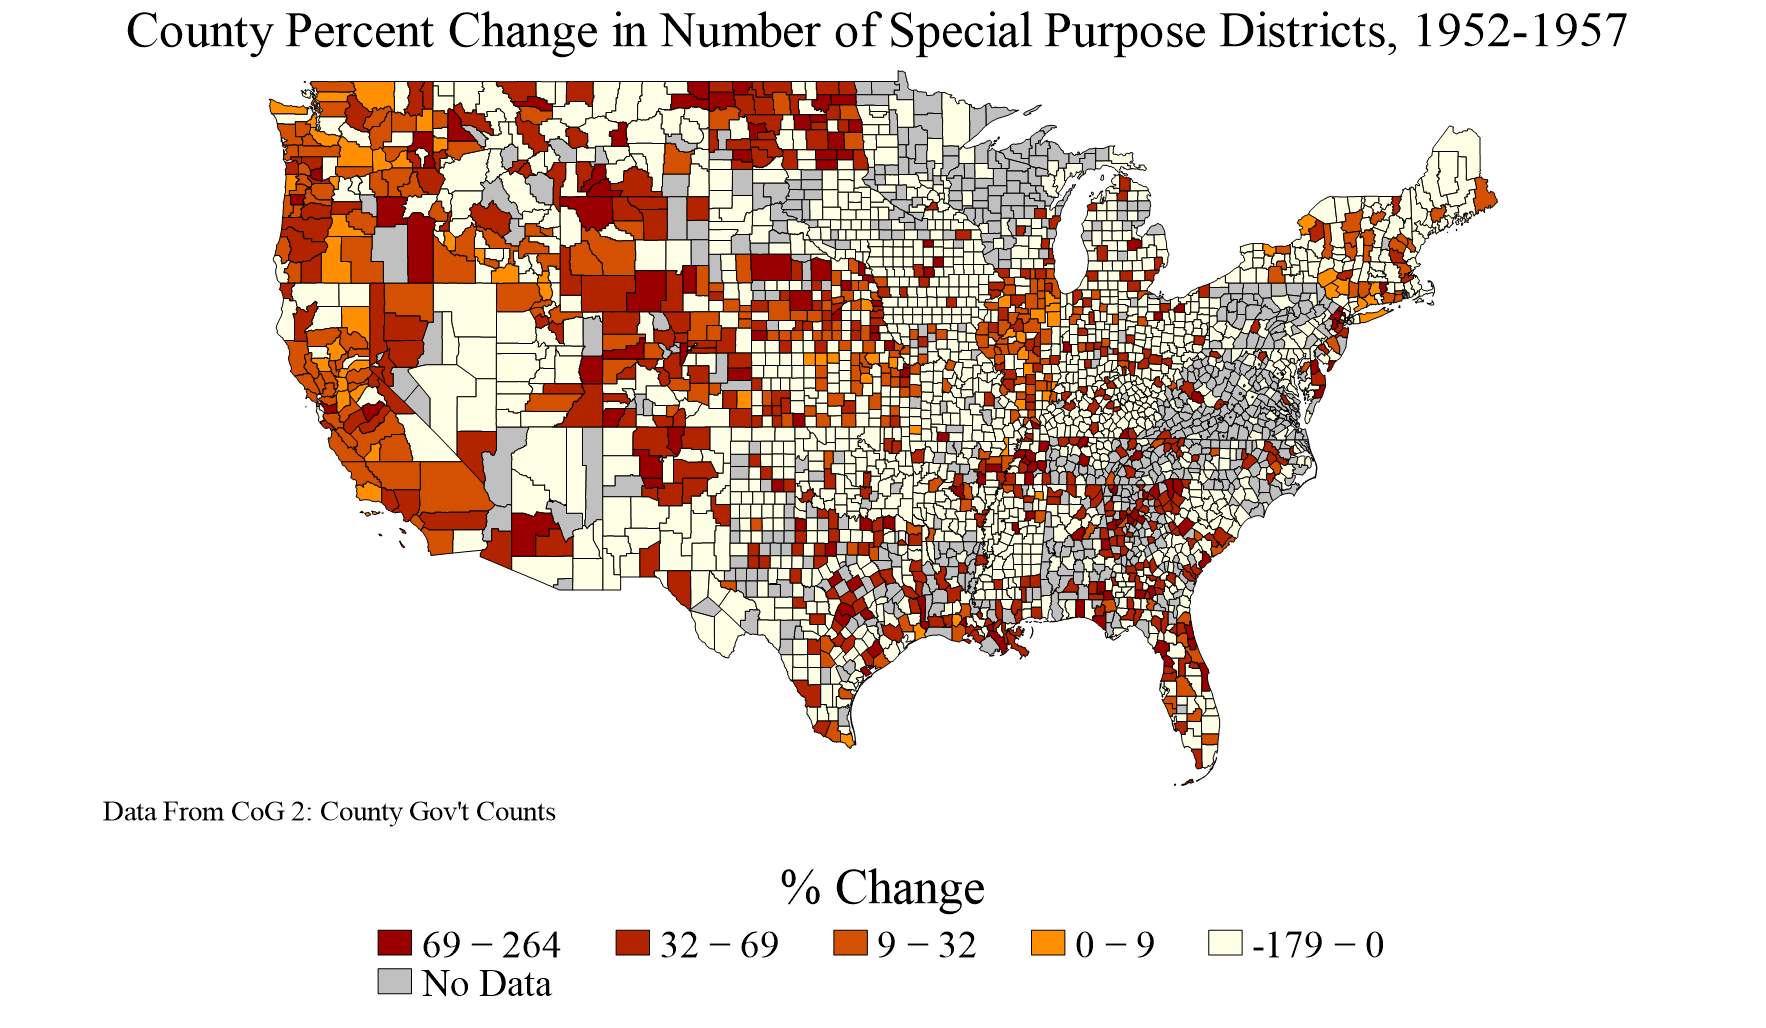 County Percent Change in Number of Special Purpose Districts, 1952-1957
Data From CoG 2: County Gov't Counts
% Change
69 − 264
32 − 69
9 − 32
0 − 9
-179 − 0
No Data